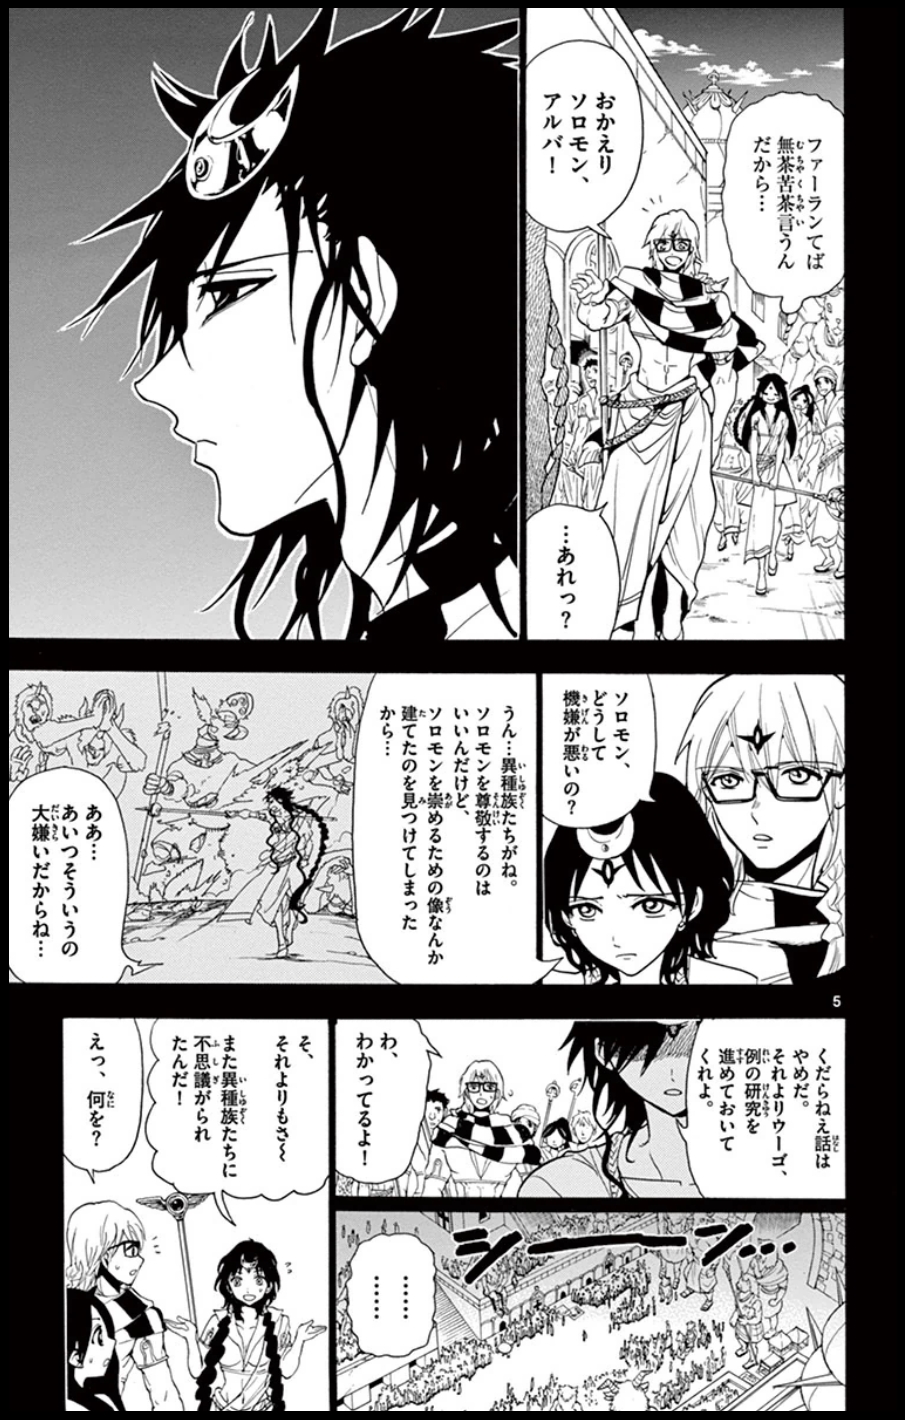 ファーランてば
無茶苦茶言うん
だから…
おかえり
ソロモン、
アルバ！
…あれっ？
ソロモン、
どうして
機嫌が悪いの？
うん…異種族たちがね。
ソロモンを尊敬するのは
いいんだけど、
ソロモンを崇めるための像なんか
建てたのを見つけてしまった
から…
ああ…
あいつそういうの
大嫌いだからね…
5
くだらねえ話は
やめだ。
それよりウーゴ、
例の研究を
進めておいて
くれよ。
わ、
わかってるよ！
シーーーン…
……
……
そ、
それよりもさ〜
また異種族たちに
不思議がられ
たんだ！
えっ、何を？